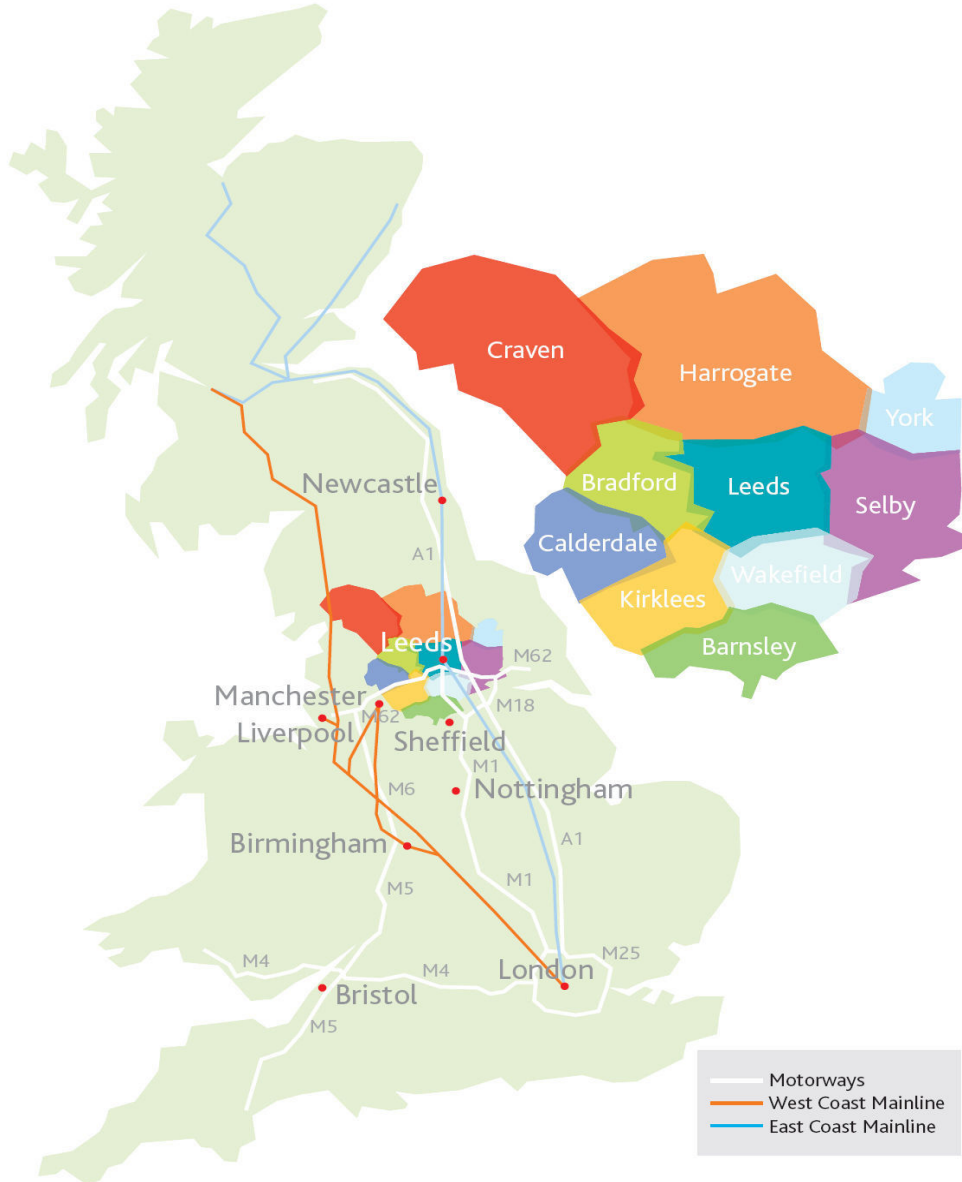 Craven
Harrogate
York
Bradford
Leeds
Selby
Calderdale
Wakefield
Kirklees
Barnsley
Newcastle
A1
Leeds
M62
Manchester
M62
M18
Liverpool
Sheffield
M1
M6
Nottingham
Birmingham
A1
M1
M5
M25
M4
M4
London
Bristol
M5
Motorways
West Coast Mainline
East Coast Mainline